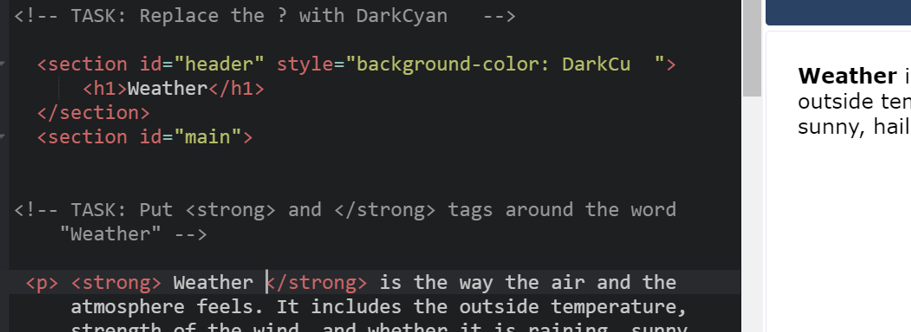 <!-- TASK: Replace the ? with DarkCyan   -->
<section id="header" style="background-color: DarkCu  ">
<h1>Weather</h1>
</section>
<section id="main">
<!-- TASK: Put <strong> and </strong> tags around the word
"Weather" -->
<p> <strong> Weather </strong> is the way the air and the
atmosphere feels. It includes the outside temperature,
strength of the wind, and whether it is raining, sunny,
Weather
outside
sunny, hail